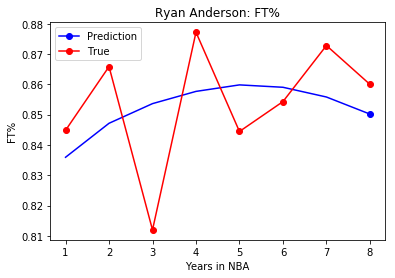 Ryan Anderson: FT%
Prediction
True
FT%
0.88
0.87
0.86
0.85
0.84
0.83
0.82
0.81
1 2 3 4 5 6 7 8
Years in NBA